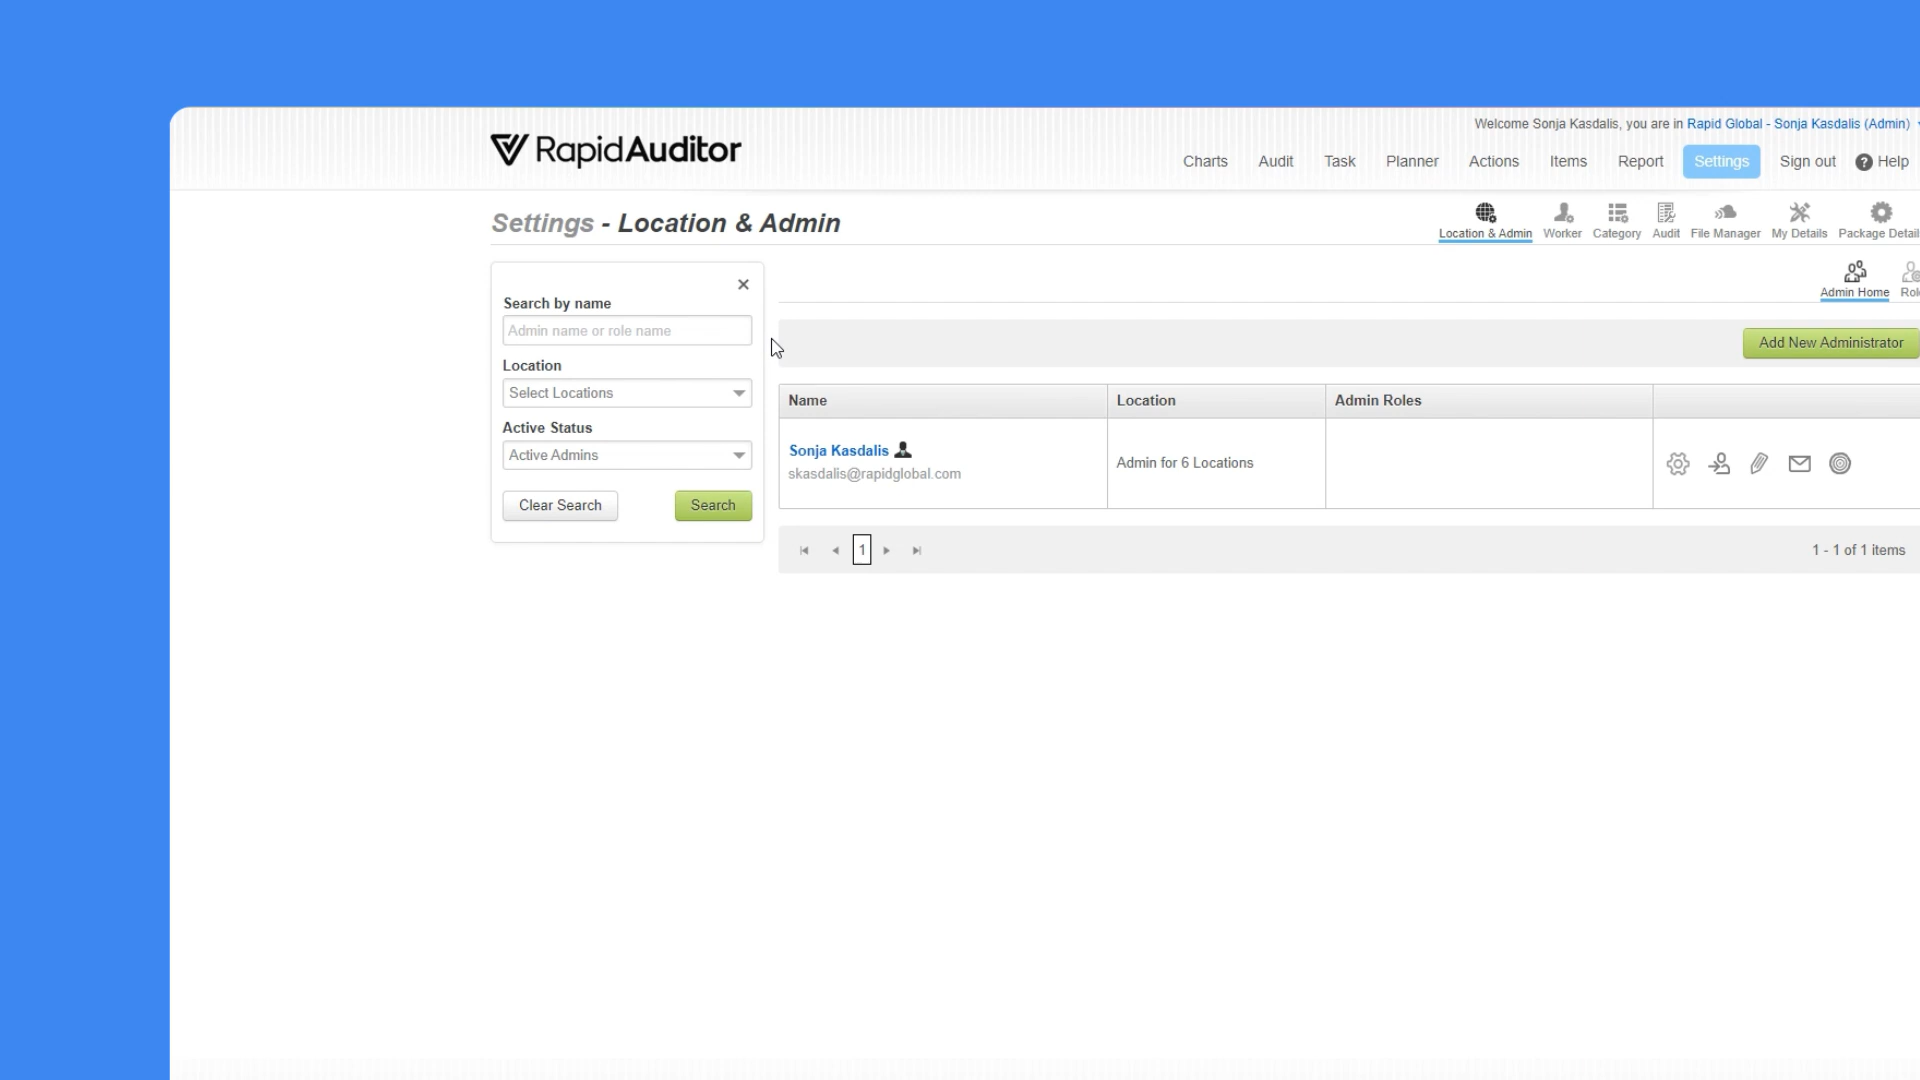 Welcome Sonja Kasdalis, you are in Rapid Global - Sonja Kasdalis (Admin)
RapidAuditor
Charts Audit Task Planner Actions Items Report Settings Sign out ? Help
Settings - Location & Admin
Location & Admin Worker Category Audit File Manager My Details Package Detail
Admin Home
Search by name
Admin name or role name
Location
Select Locations
Active Status
Active Admins
Clear Search Search
Add New Administrator
Name Location Admin Roles
Sonja Kasdalis
skasdalis@rapidglobal.com
Admin for 6 Locations
1
1 - 1 of 1 items